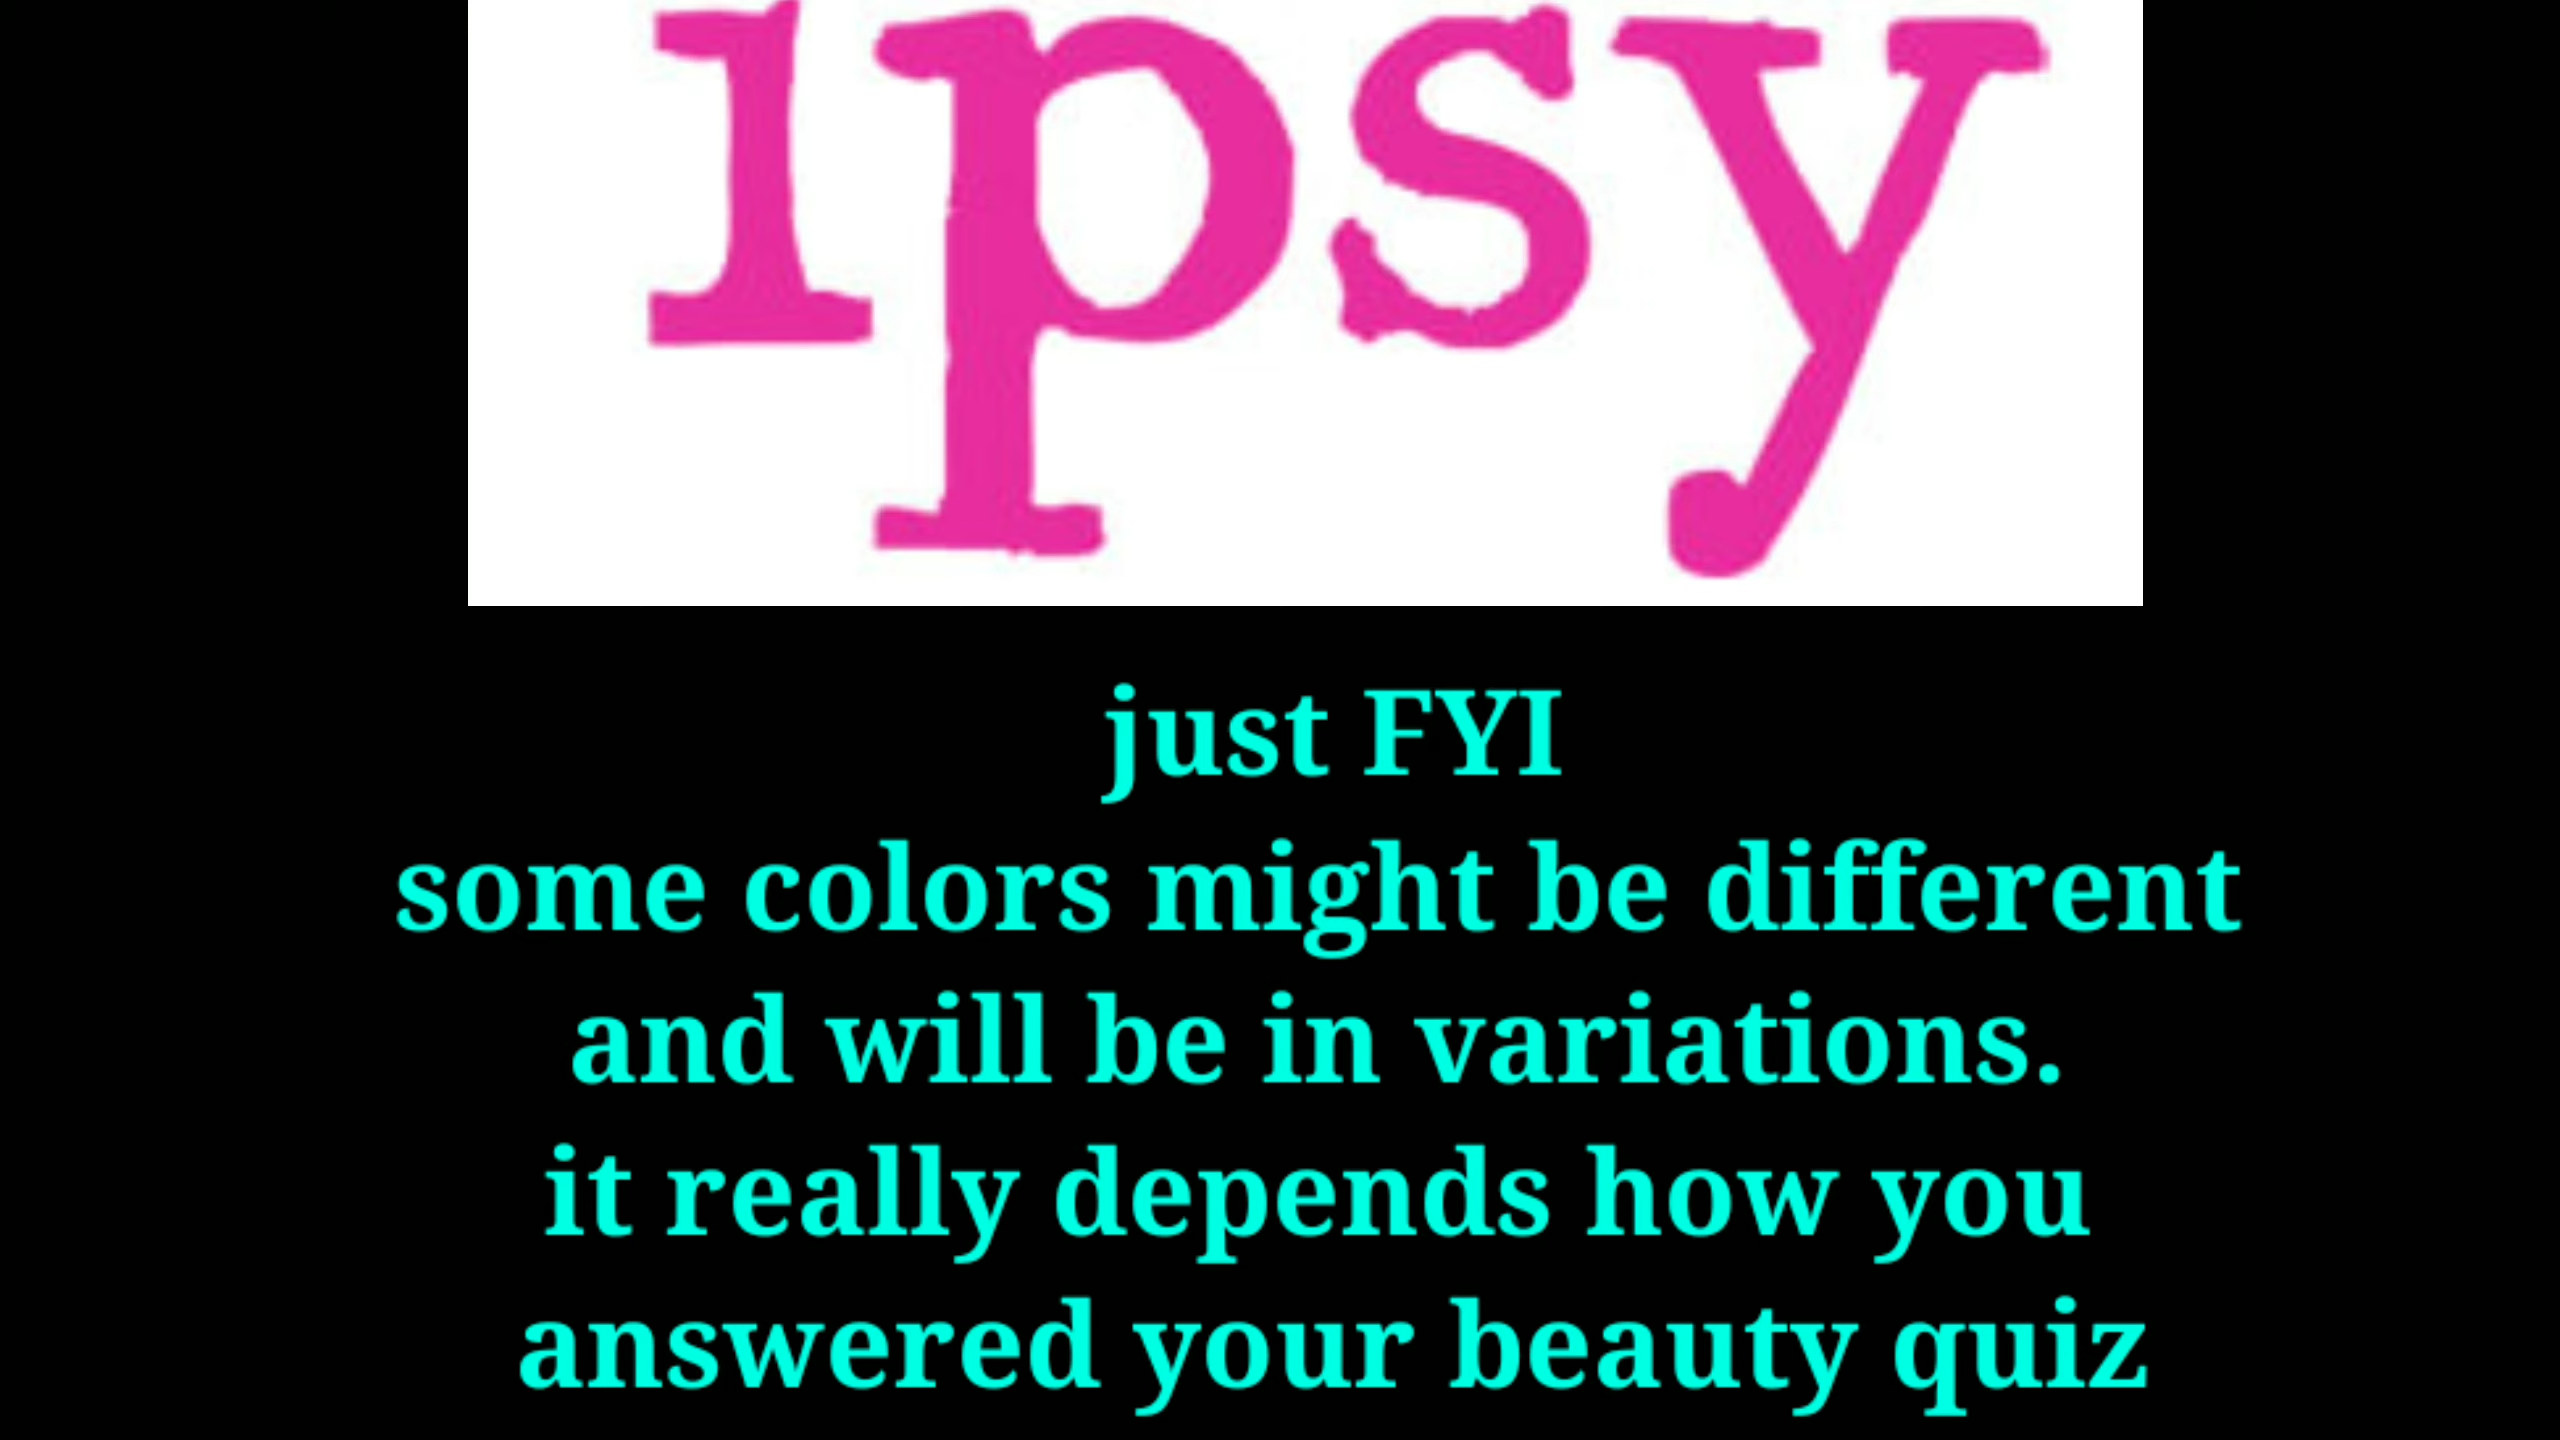 ipsy
just FYI
some colors might be different
and will be in variations.
it really depends how you
answered your beauty quiz